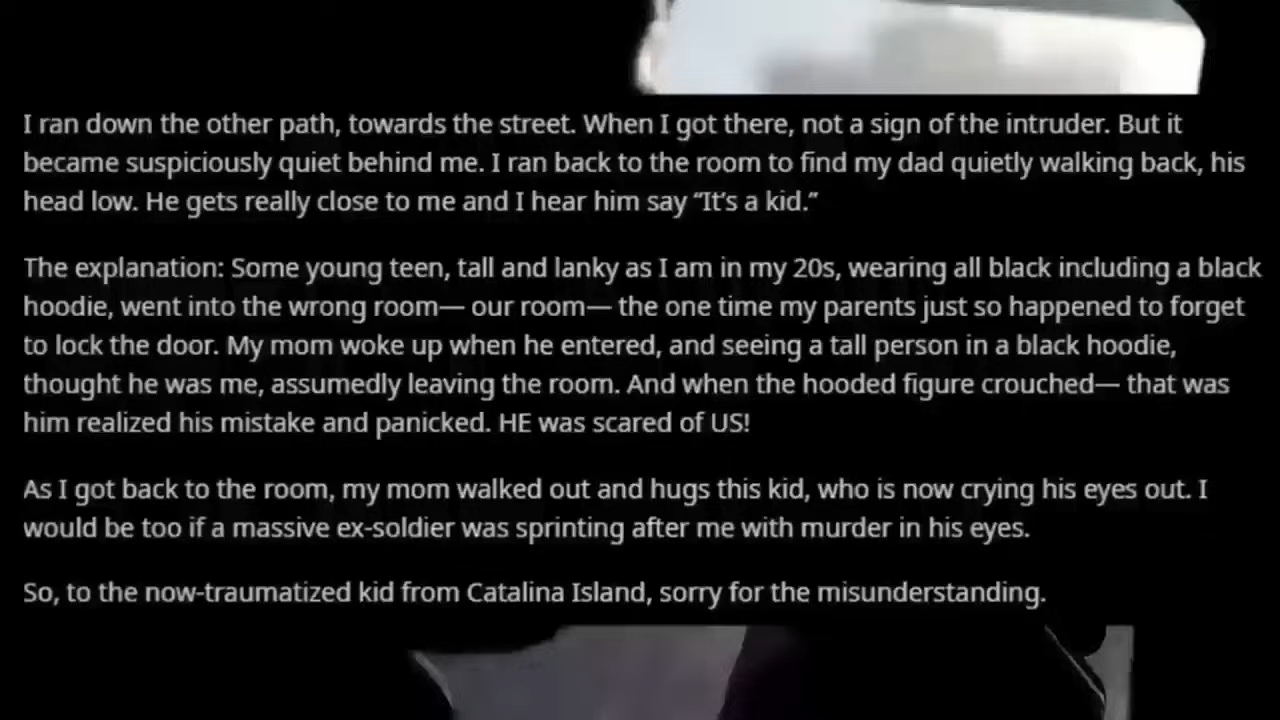 I ran down the other path, towards the street. When I got there, not a sign of the intruder. But it
became suspiciously quiet behind me. I ran back to the room to find my dad quietly walking back, his
head low. He gets really close to me and I hear him say “It’s a kid.”
The explanation: Some young teen, tall and lanky as I am in my 20s, wearing all black including a black
hoodie, went into the wrong room— our room— the one time my parents just so happened to forget
to lock the door. My mom woke up when he entered, and seeing a tall person in a black hoodie,
thought he was me, assumedly leaving the room. And when the hooded figure crouched— that was
him realized his mistake and panicked. HE was scared of US!
As I got back to the room, my mom walked out and hugs this kid, who is now crying his eyes out. I
would be too if a massive ex-soldier was sprinting after me with murder in his eyes.
So, to the now-traumatized kid from Catalina Island, sorry for the misunderstanding.